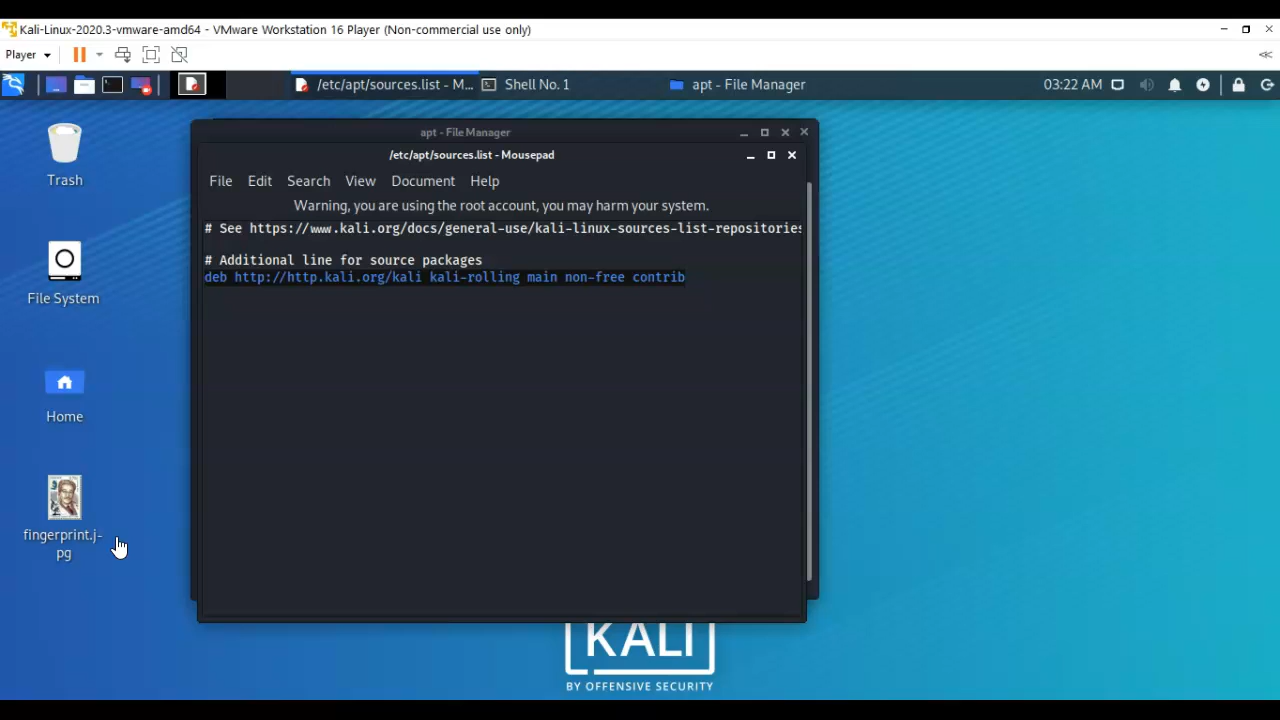 Kali-Linux-2020.3-vmware-amd64 - VMware Workstation 16 Player (Non-commercial use only)
Player
/etc/apt/sources.list - M... Shell No. 1 apt - File Manager 03:22 AM
Trash
File System
Home
fingerprint.j-
pg
apt - File Manager
/etc/apt/sources.list - Mousepad
File Edit Search View Document Help
Warning, you are using the root account, you may harm your system.
# See https://www.kali.org/docs/general-use/kali-linux-sources-list-repositories
# Additional line for source packages
deb http://http.kali.org/kali kali-rolling main non-free contrib
KALI
BY OFFENSIVE SECURITY